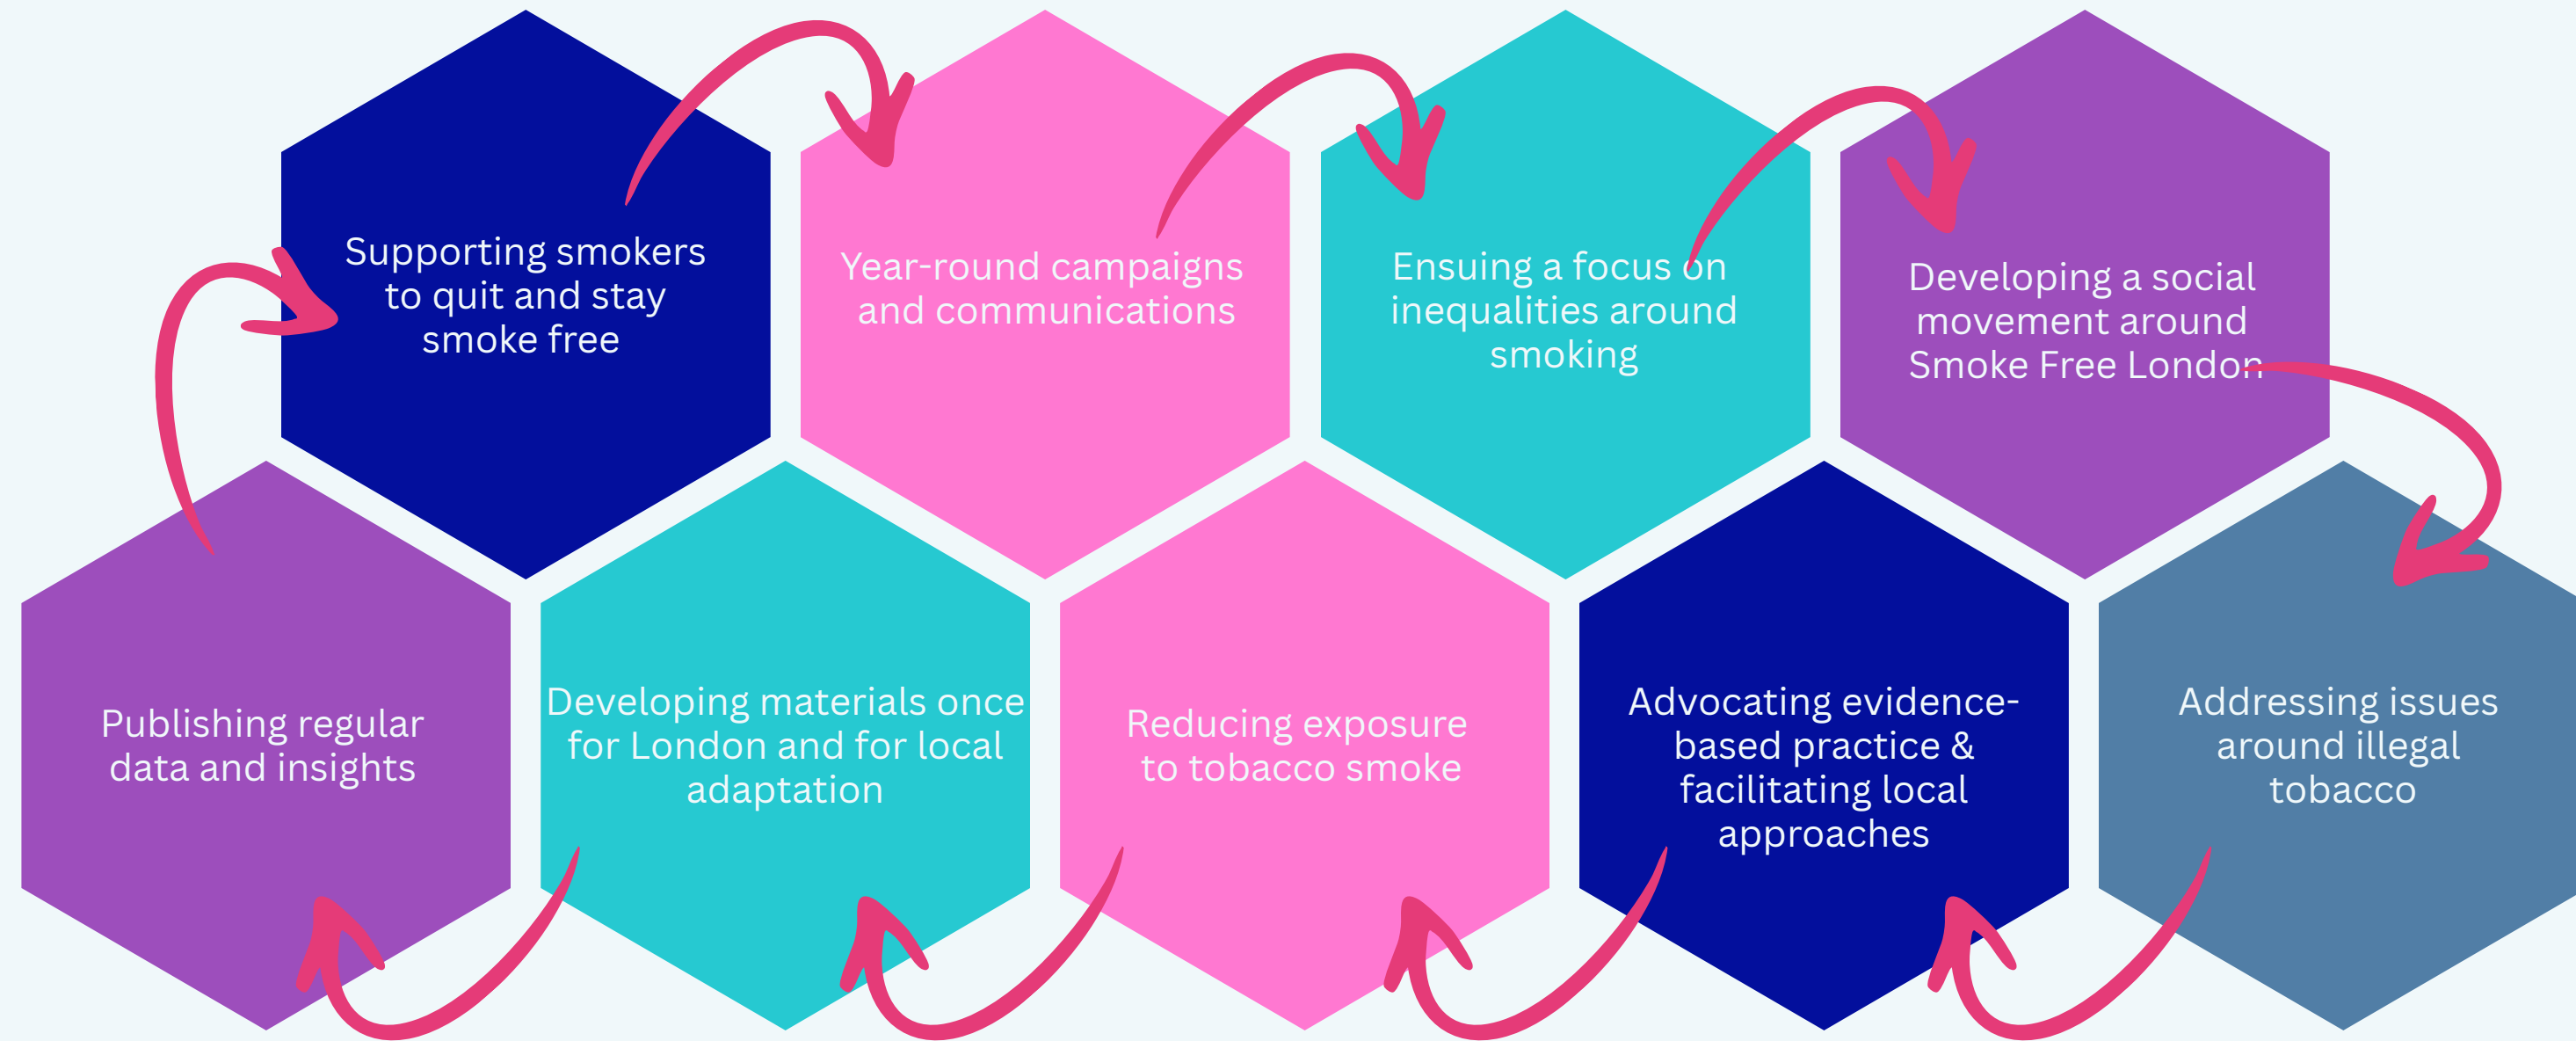 Supporting smokers
to quit and stay
smoke free
Year-round campaigns
and communications
Ensuing a focus on
inequalities around
smoking
Developing a social
movement around
Smoke Free London
Publishing regular
data and insights
Developing materials once
for London and for local
adaptation
Reducing exposure
to tobacco smoke
Advocating evidence-
based practice &
facilitating local
approaches
Addressing issues
around illegal
tobacco